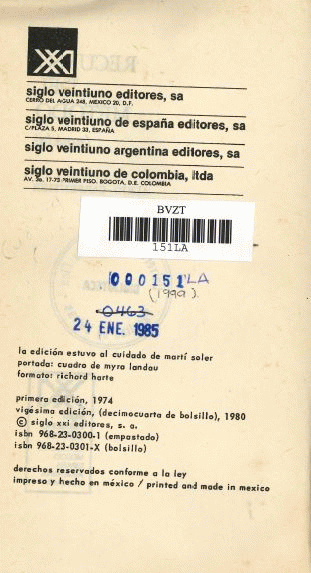 siglo veintiuno editores, sa
CERRO DEL AGUA 248, MEXICO 20, D.F.
siglo veintiuno de españa editores, sa
C/PLAZA 5, MADRID 33, ESPAÑA
siglo veintiuno argentina editores, sa
siglo veintiuno de colombia, ltda
AV. 3a. 17-73 PRIMER PISO. BOGOTA, D.E. COLOMBIA
BVZT
151LA
000151LA
(1999).
0463
24 ENE. 1985
la edición estuvo al cuidado de martí soler
portada: cuadro de myra landau
formato: richard harte
primera edición, 1974
vigésima edición, (decimocuarta de bolsillo), 1980
© siglo xxi editores, s. a.
isbn 968-23-0300-1 (empastado)
isbn 968-23-0301-X (bolsillo)
derechos reservados conforme a la ley
impreso y hecho en méxico / printed and made in mexico